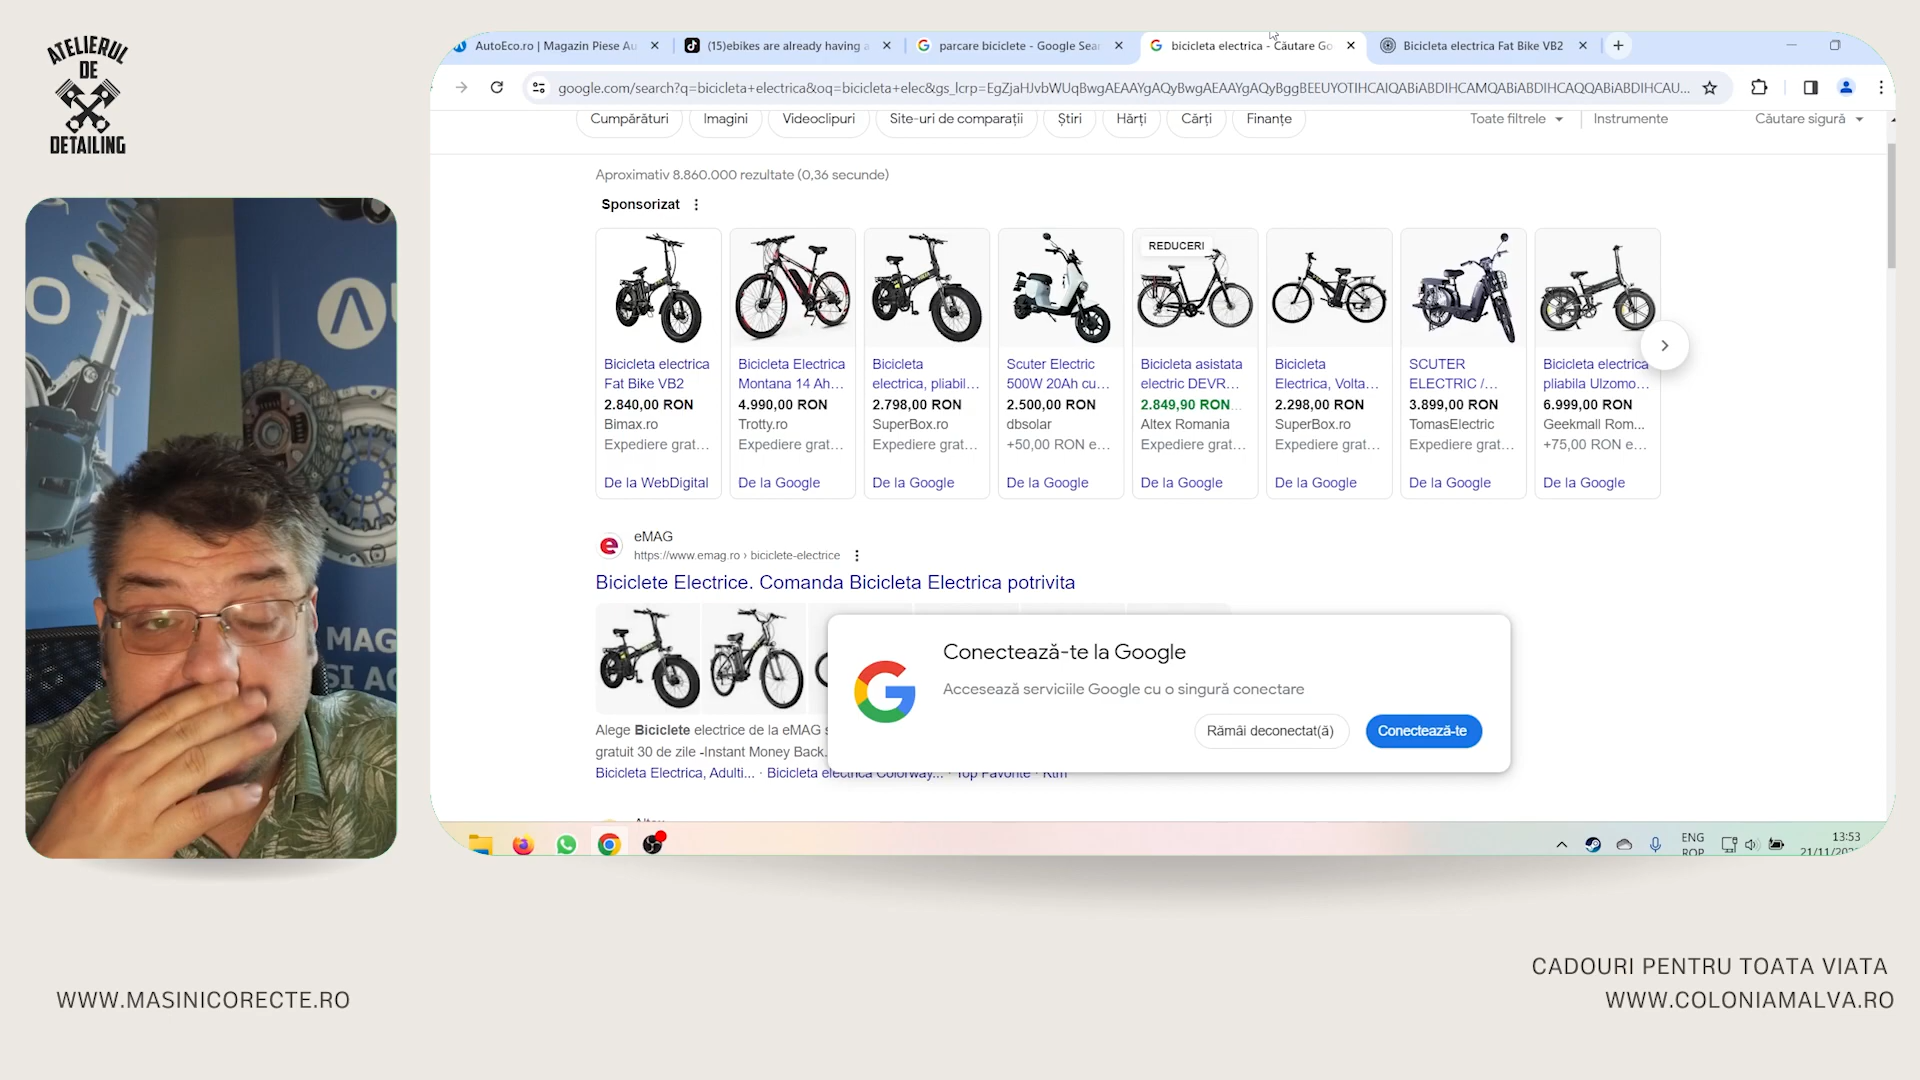 ATELIERUL
DE
DETAILING
AutoEco.ro | Magazin Piese Au
(15)ebikes are already having a
parcare biciclete - Google Sear
bicicleta electrica - Căutare Go
Bicicleta electrica Fat Bike VB2
google.com/search?q=bicicleta+electrica&oq=bicicleta+elec&gs_lcrp=EgZjaHJvbWUqBwgAEAAYgAQyBwgAEAAYgAQyBggBEEUYOTIHCAIQABiABDIHCAMQABiABDIHCAQQABiABDIHCAU...
Cumpărături
Imagini
Videoclipuri
Site-uri de comparații
Știri
Hărți
Cărți
Finanțe
Toate filtrele
Instrumente
Căutare sigură
Aproximativ 8.860.000 rezultate (0,36 secunde)
Sponsorizat
Bicicleta electrica
Fat Bike VB2
2.840,00 RON
Bimax.ro
Expediere grat...
De la WebDigital
Bicicleta Electrica
Montana 14 Ah...
4.990,00 RON
Trotty.ro
Expediere grat...
De la Google
Bicicleta
electrica, pliabil...
2.798,00 RON
SuperBox.ro
Expediere grat...
De la Google
Scuter Electric
500W 20Ah cu...
2.500,00 RON
dbsolar
+50,00 RON e...
De la Google
REDUCERI
Bicicleta asistata
electric DEVR...
2.849,90 RON...
Altex Romania
Expediere grat...
De la Google
Bicicleta
Electrica, Volta...
2.298,00 RON
SuperBox.ro
Expediere grat...
De la Google
SCUTER
ELECTRIC /...
3.899,00 RON
TomasElectric
Expediere grat...
De la Google
Bicicleta electrica
pliabila Ulzomo...
6.999,00 RON
Geekmall Rom...
+75,00 RON e...
De la Google
eMAG
https://www.emag.ro › biciclete-electrice
Biciclete Electrice. Comanda Bicicleta Electrica potrivita
Alege Biciclete electrice de la eMAG s
gratuit 30 de zile -Instant Money Back.
Bicicleta Electrica, Adulti... · Bicicleta electrica Colorway... · Top Favorite · Ktm
Conectează-te la Google
Accesează serviciile Google cu o singură conectare
Rămâi deconectat(ă)
Conectează-te
MAG
SI AC
ENG
ROP
13:53
WWW.MASINICORECTE.RO
CADOURI PENTRU TOATA VIATA
WWW.COLONIAMALVA.RO